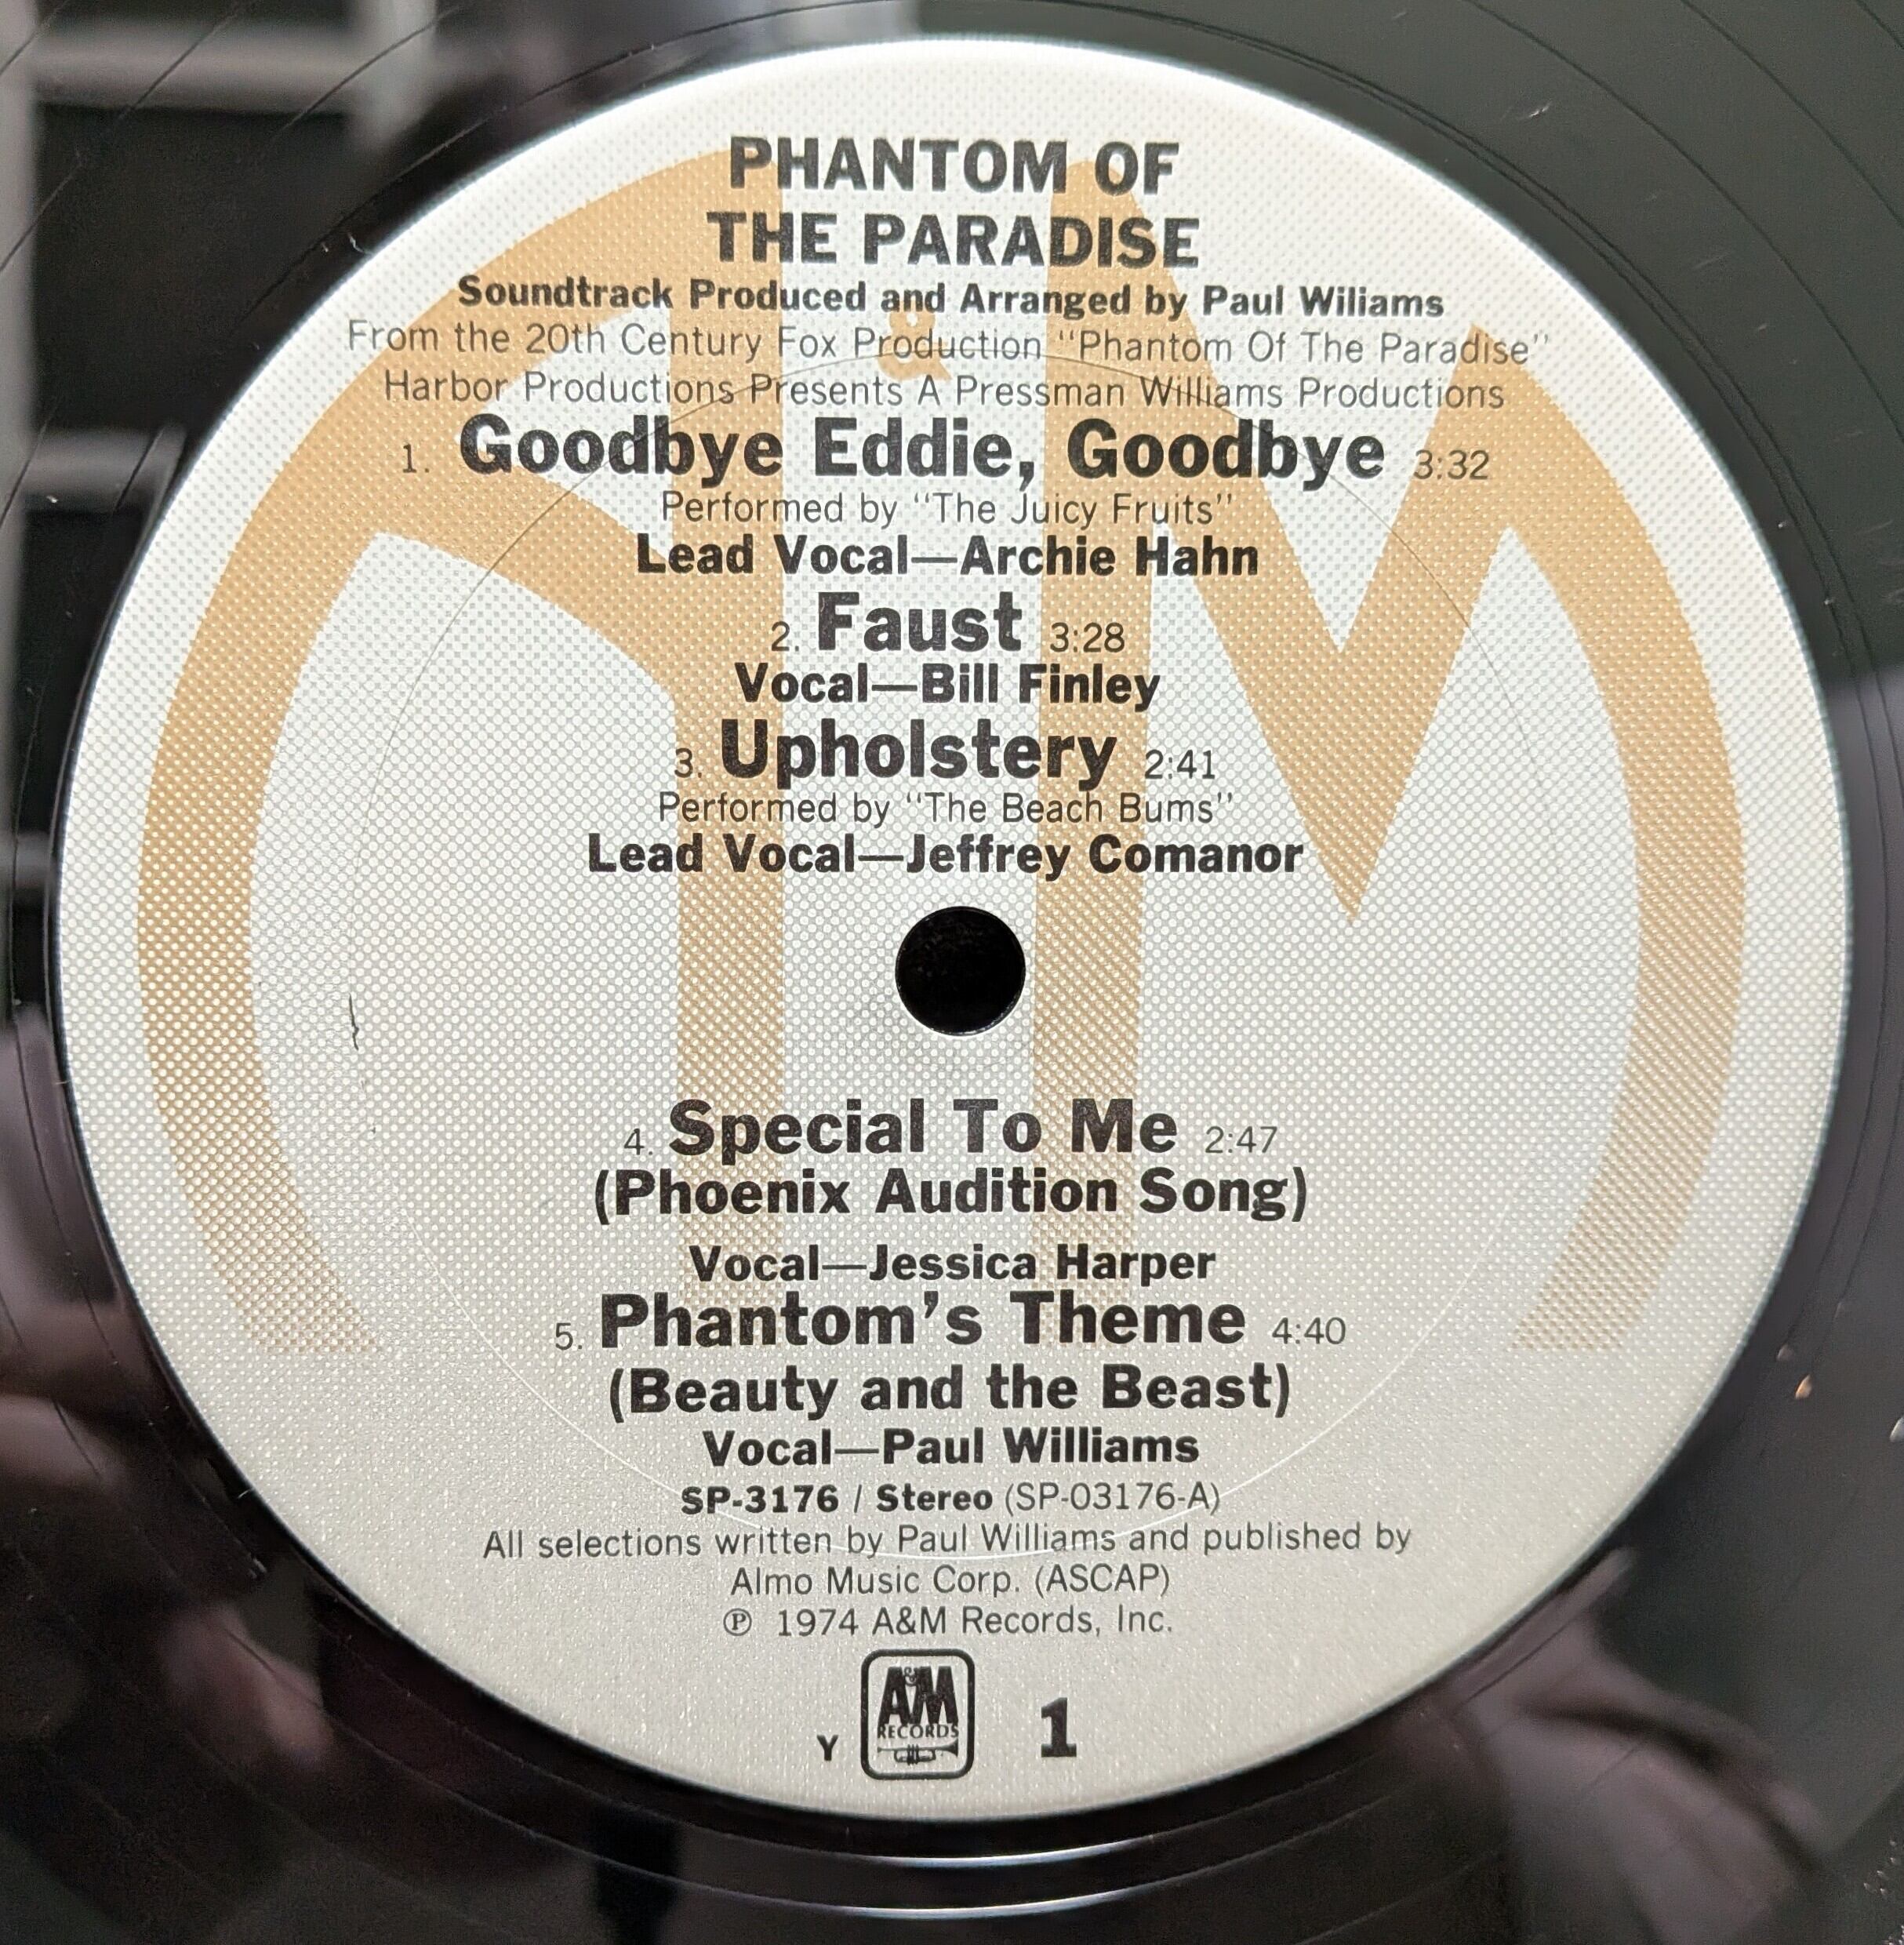 PHANTOM OF
THE PARADISE
Soundtrack Produced and Arranged by Paul Wiliams
From the 20th Century Fox Production "Phantom Of The Paradise"
Harbor Productions Presents A Pressman Williams Productions
1. Goodbye Eddie, Goodbye 3:32
Performed by "The Juicy Fruits"
Lead Vocal—Archie Hahn
2. Faust 3:28
Vocal—Bill Finley
3. Upholstery 2:41
Performed by "The Beach Bums"
Lead Vocal—Jeffrey Comanor
4. Special To Me 2:47
(Phoenix Audition Song)
Vocal—Jessica Harper
5. Phantom's Theme 4:40
(Beauty and the Beast)
Vocal—Paul Williams
SP-3176 / Stereo (SP-03176-A)
All selections written by Paul Williams and published by
Almo Music Corp. (ASCAP)
℗ 1974 A&M Records, Inc.
Y A&M RECORDS 1